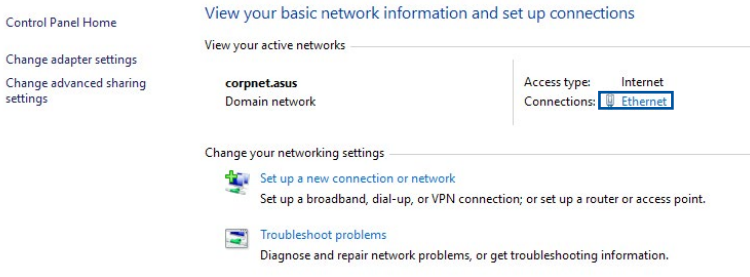 Control Panel Home
Change adapter settings
Change advanced sharing
settings
View your basic network information and set up connections
View your active networks
corpnet.asus
Domain network
Access type: Internet
Connections: Ethernet
Change your networking settings
Set up a new connection or network
Set up a broadband, dial-up, or VPN connection; or set up a router or access point.
Troubleshoot problems
Diagnose and repair network problems, or get troubleshooting information.